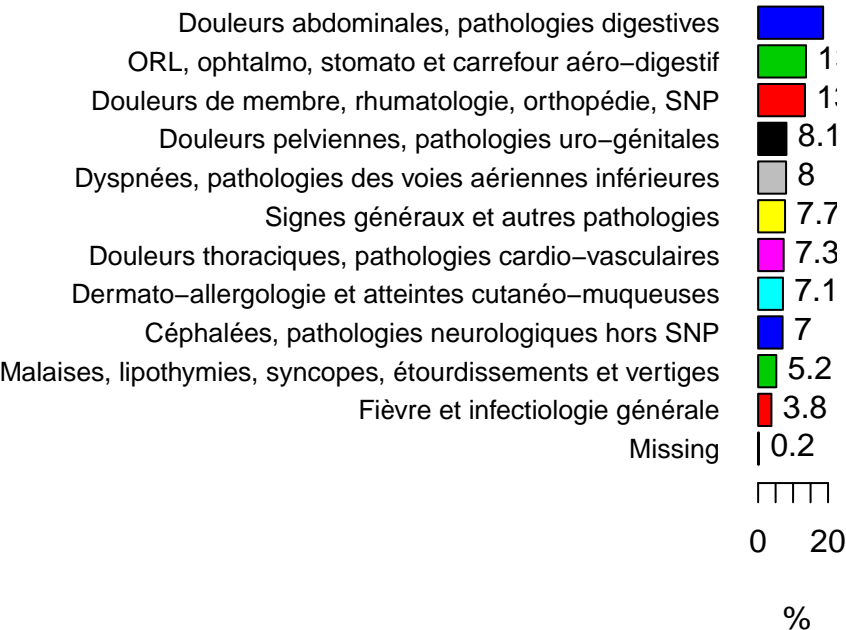 Douleurs abdominales, pathologies digestives
ORL, ophtalmo, stomato et carrefour aéro−digestif
Douleurs de membre, rhumatologie, orthopédie, SNP
Douleurs pelviennes, pathologies uro−génitales 8.1
Dyspnées, pathologies des voies aériennes inférieures 8
Signes généraux et autres pathologies 7.7
Douleurs thoraciques, pathologies cardio−vasculaires 7.3
Dermato−allergologie et atteintes cutanéo−muqueuses 7.1
Céphalées, pathologies neurologiques hors SNP 7
Malaises, lipothymies, syncopes, étourdissements et vertiges 5.2
Fièvre et infectiologie générale 3.8
Missing 0.2
0 20
%